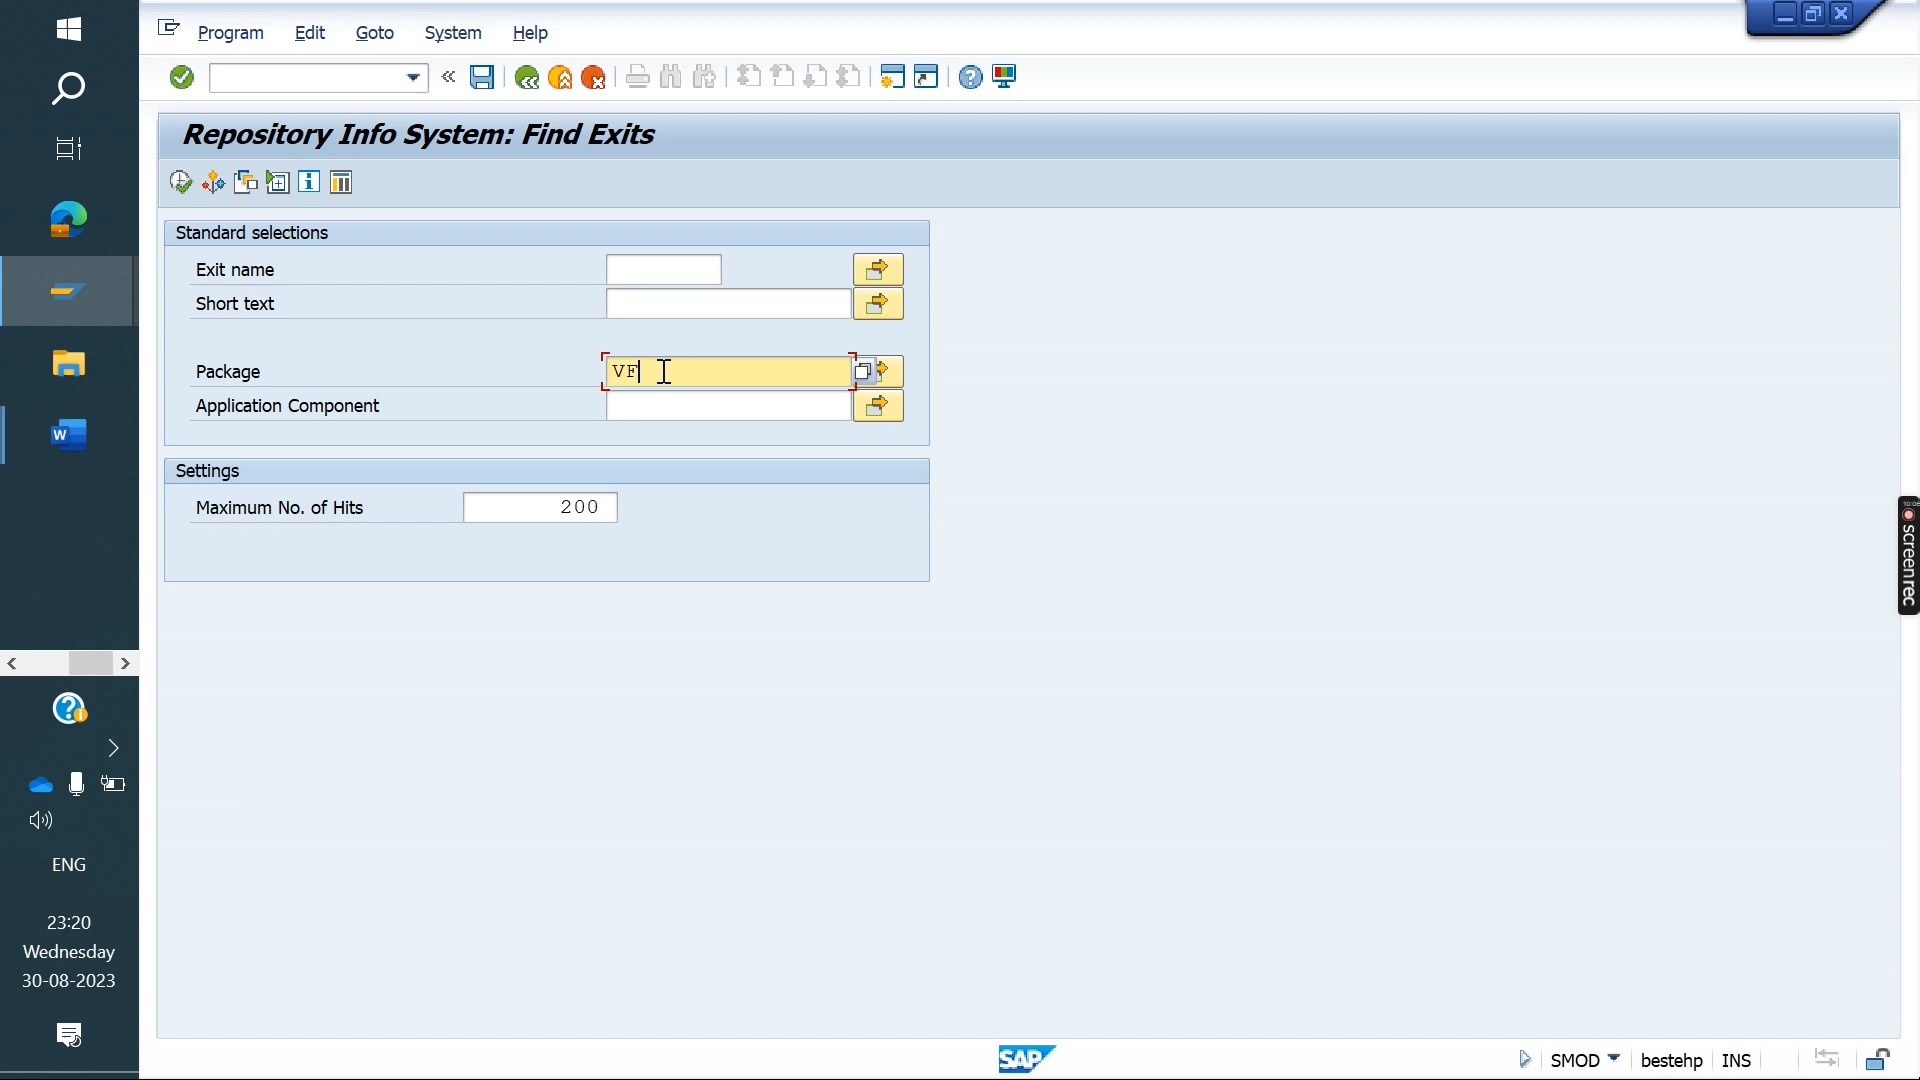 Program Edit Goto System Help
Repository Info System: Find Exits
Standard selections
Exit name
Short text
Package VF
Application Component
Settings
Maximum No. of Hits 200
W
ENG
23:20
Wednesday
30-08-2023
SAP
SMOD bestehp INS
screenrec